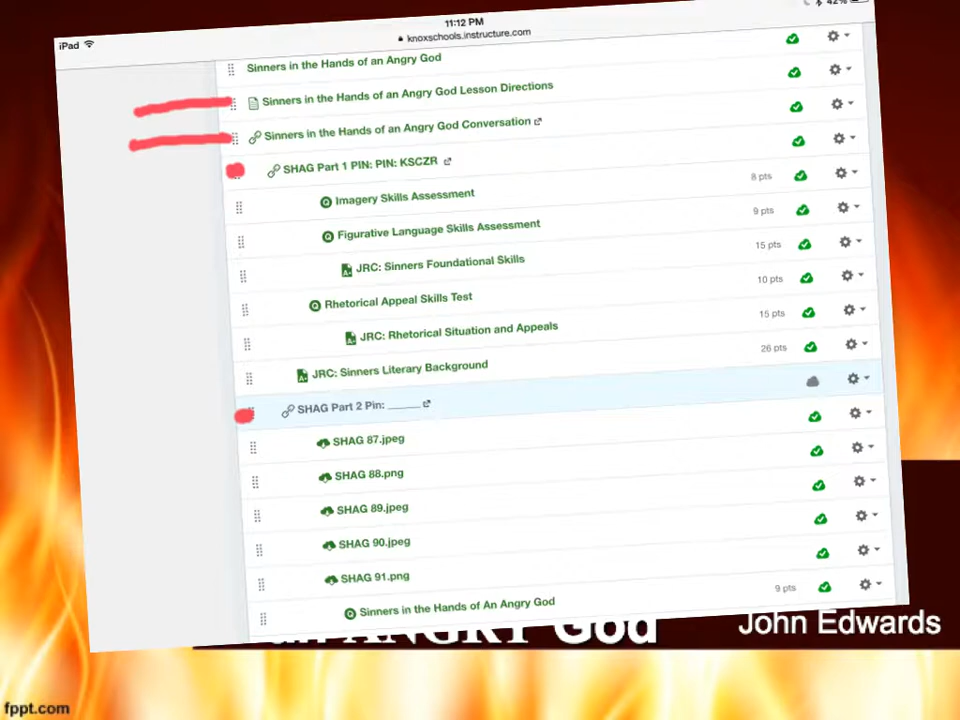 11:12 PM
42%
iPad
knoxschools.instructure.com
Sinners in the Hands of an Angry God
Sinners in the Hands of an Angry God Lesson Directions
Sinners in the Hands of an Angry God Conversation
SHAG Part 1 PIN: PIN: KSCZR
Imagery Skills Assessment
8 pts
Figurative Language Skills Assessment
9 pts
JRC: Sinners Foundational Skills
15 pts
Rhetorical Appeal Skills Test
10 pts
JRC: Rhetorical Situation and Appeals
15 pts
JRC: Sinners Literary Background
26 pts
SHAG Part 2 Pin: ______
SHAG 87.jpeg
SHAG 88.png
SHAG 89.jpeg
SHAG 90.jpeg
SHAG 91.png
Sinners in the Hands of An Angry God
9 pts
an ANGRY God
John Edwards
fppt.com